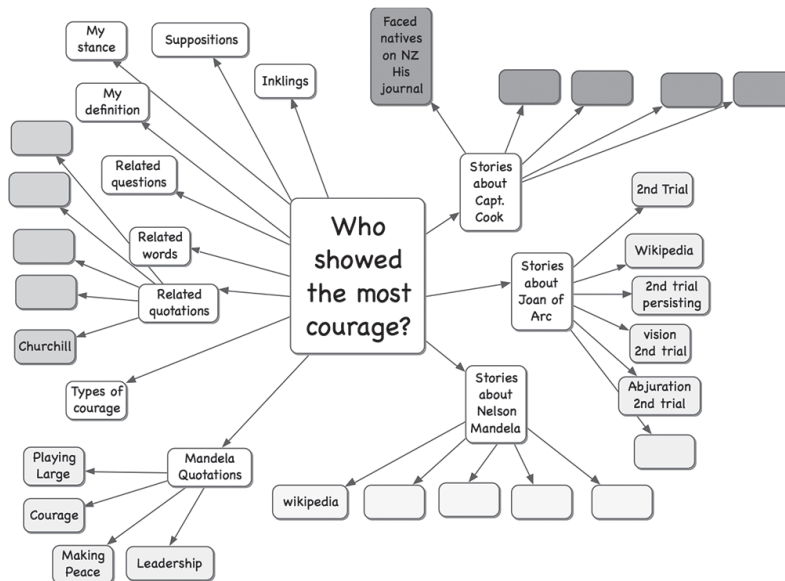 My
stance
Suppositions
Inklings
My
definition
Related
questions
Related
words
Related
quotations
Churchill
Types of
courage
Who
showed
the most
courage?
Faced
natives
on NZ
His
journal
Stories
about
Capt.
Cook
2nd Trial
Stories
about
Joan of
Arc
Wikipedia
2nd trial
persisting
vision
2nd trial
Abjuration
2nd trial
Stories
about
Nelson
Mandela
wikipedia
Mandela
Quotations
Playing
Large
Courage
Making
Peace
Leadership